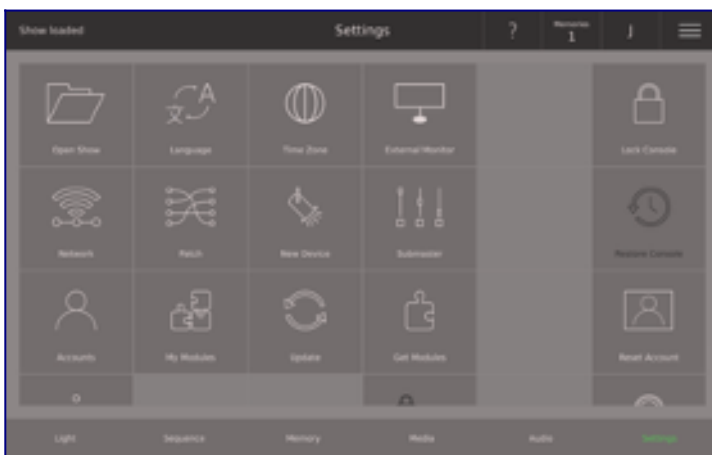 Show loaded
Settings
?
Memories
1
J
Open Show
Language
Time Zone
External Monitor
Lock Console
Network
Patch
New Device
Submaster
Restore Console
Accounts
My Modules
Update
Get Modules
Reset Account
Light
Sequence
Memory
Media
Audio
Settings